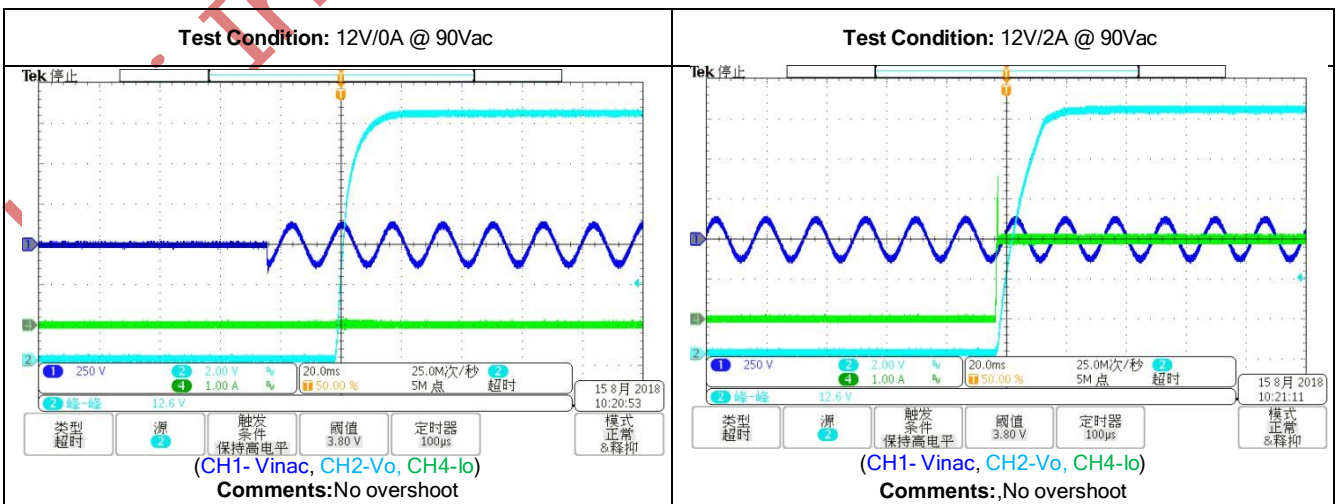 Test Condition: 12V/0A @ 90Vac
Tek 停止
T
T
1
4
2
1 250 V
2 2.00 V
4 1.00 A
20.0ms
T 50.00 %
25.0M次/秒
5M 点
2
超时
2 峰-峰 12.6 V
15 8月 2018
10:20:53
类型
超时
源
2
触发
条件
保持高电平
阈值
3.80 V
定时器
100μs
模式
正常
&释抑
(CH1- Vinac, CH2-Vo, CH4-Io)
Comments:No overshoot
Test Condition: 12V/2A @ 90Vac
Tek 停止
T
T
1
4
2
1 250 V
2 2.00 V
4 1.00 A
20.0ms
T 50.00 %
25.0M次/秒
5M 点
2
超时
2 峰-峰 12.6 V
15 8月 2018
10:21:11
类型
超时
源
2
触发
条件
保持高电平
阈值
3.80 V
定时器
100μs
模式
正常
&释抑
(CH1- Vinac, CH2-Vo, CH4-Io)
Comments:,No overshoot